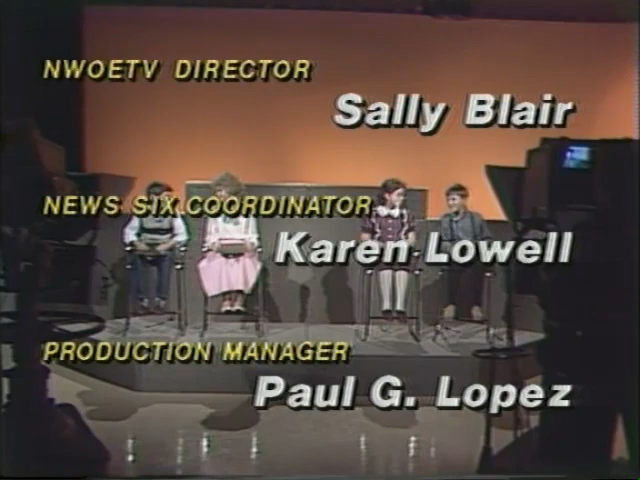 NWOETV DIRECTOR
Sally Blair
NEWS SIX COORDINATOR
Karen Lowell
PRODUCTION MANAGER
Paul G. Lopez